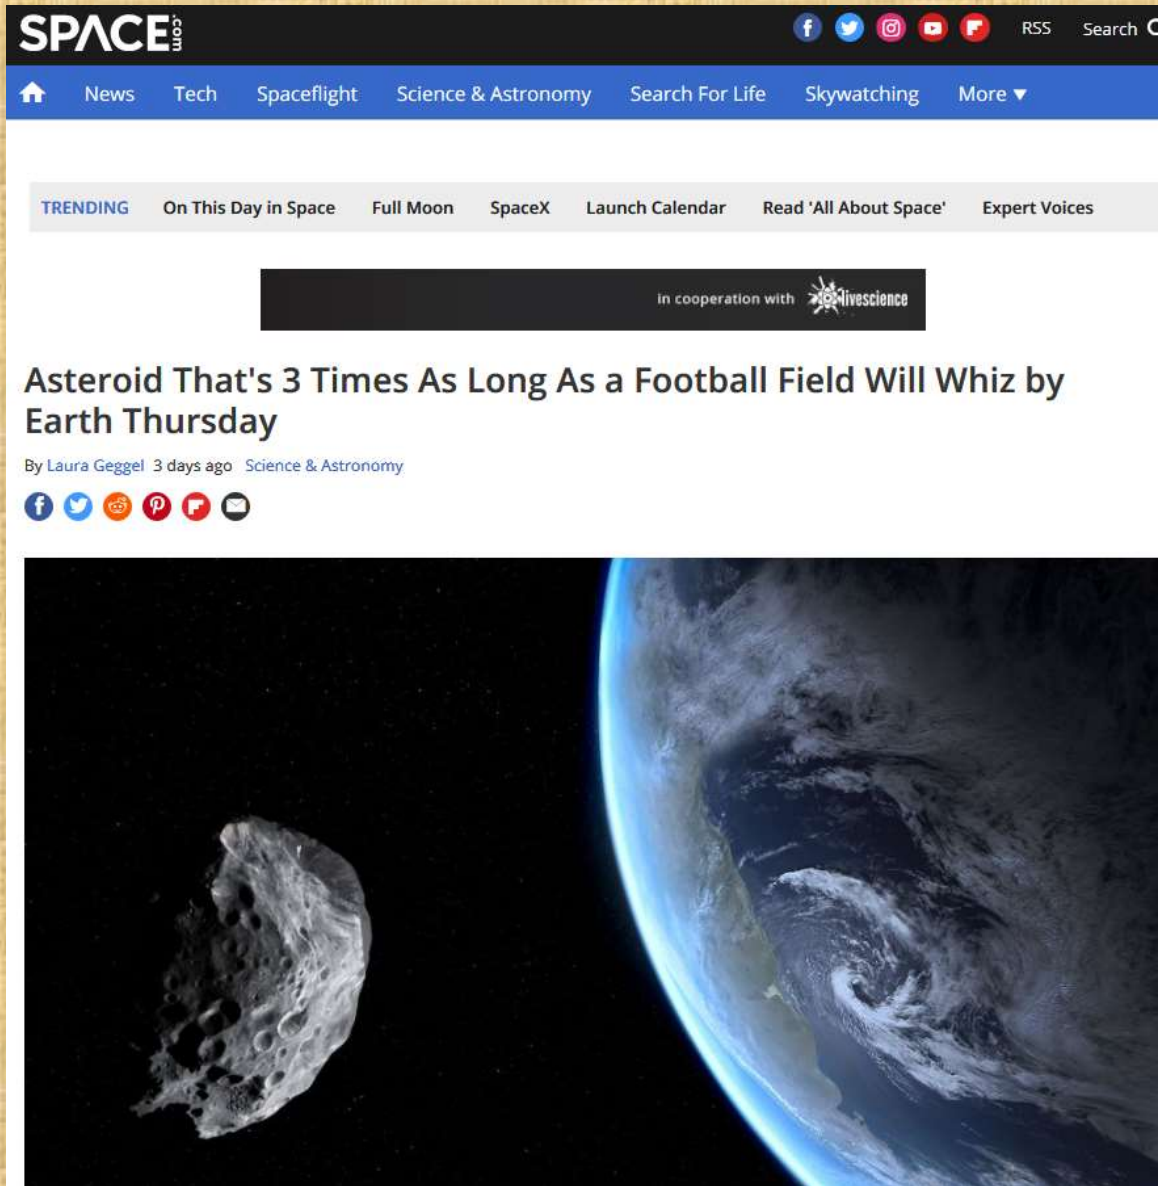 SPACE.com
RSS Search
News Tech Spaceflight Science & Astronomy Search For Life Skywatching More ▼
TRENDING On This Day in Space Full Moon SpaceX Launch Calendar Read 'All About Space' Expert Voices
in cooperation with livescience
Asteroid That's 3 Times As Long As a Football Field Will Whiz by
Earth Thursday
By Laura Geggel 3 days ago Science & Astronomy